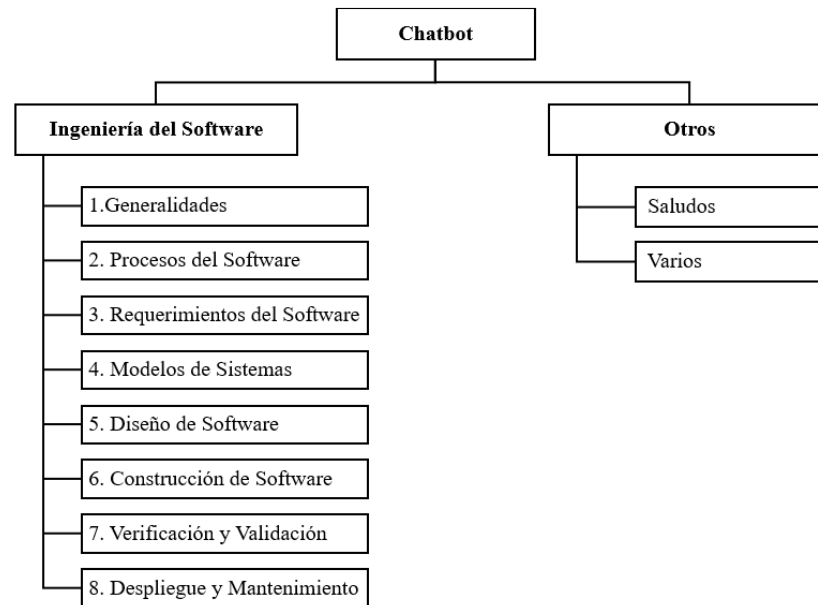 Chatbot
Ingeniería del Software
1.Generalidades
2. Procesos del Software
3. Requerimientos del Software
4. Modelos de Sistemas
5. Diseño de Software
6. Construcción de Software
7. Verificación y Validación
8. Despliegue y Mantenimiento
Otros
Saludos
Varios